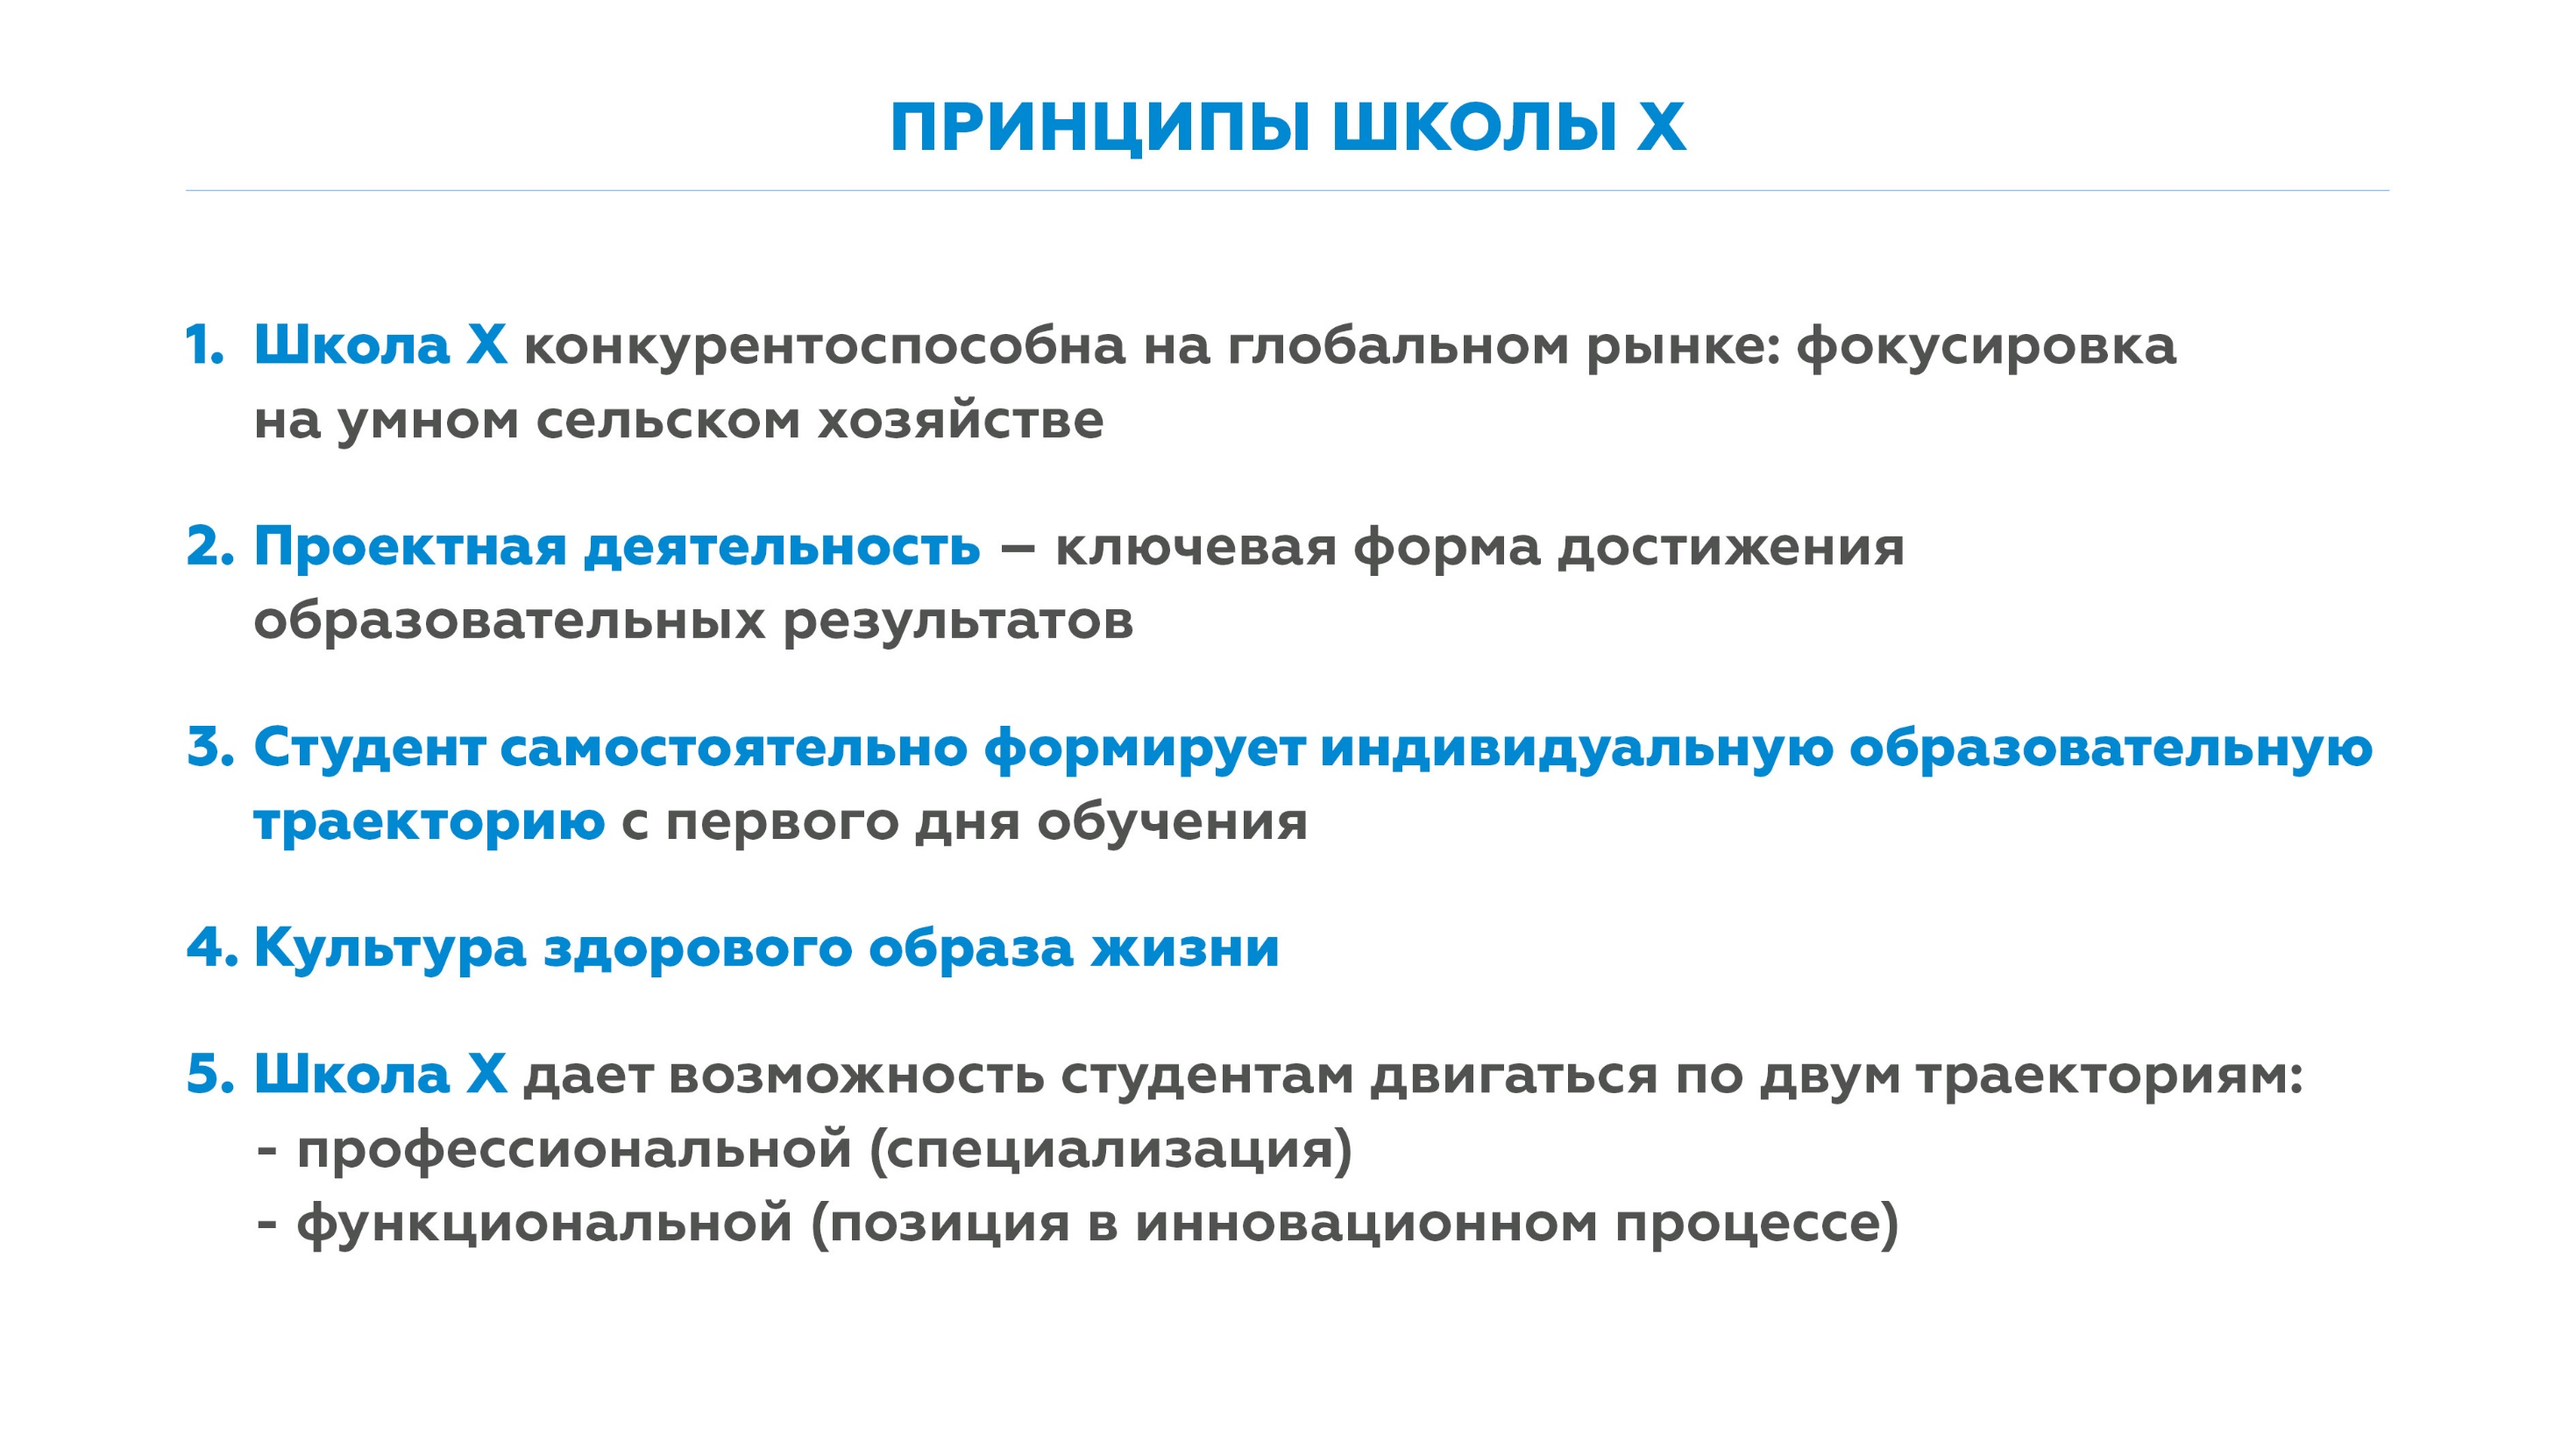 ПРИНЦИПЫ ШКОЛЫ X
1. Школа X конкурентоспособна на глобальном рынке: фокусировка
на умном сельском хозяйстве
2. Проектная деятельность – ключевая форма достижения
образовательных результатов
3. Студент самостоятельно формирует индивидуальную образовательную
траекторию с первого дня обучения
4. Культура здорового образа жизни
5. Школа X дает возможность студентам двигаться по двум траекториям:
- профессиональной (специализация)
- функциональной (позиция в инновационном процессе)